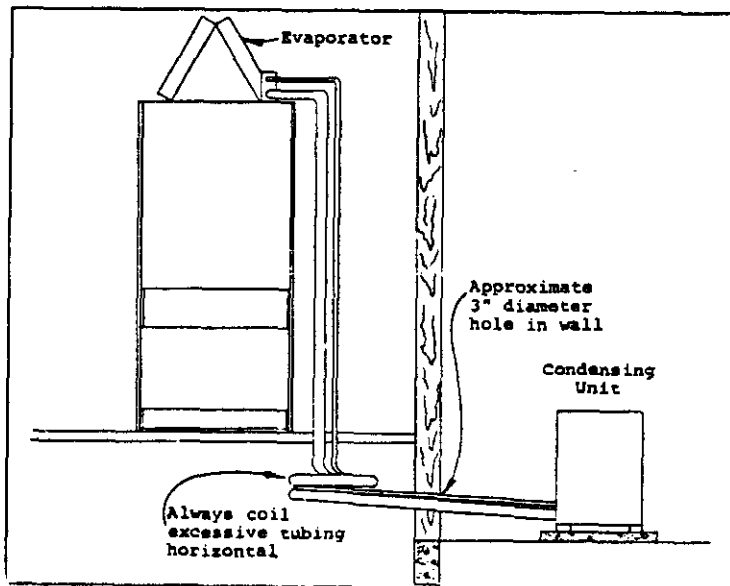 Evaporator
Approximate
3" diameter
hole in wall
Condensing
Unit
Always coil
excessive tubing
horizontal